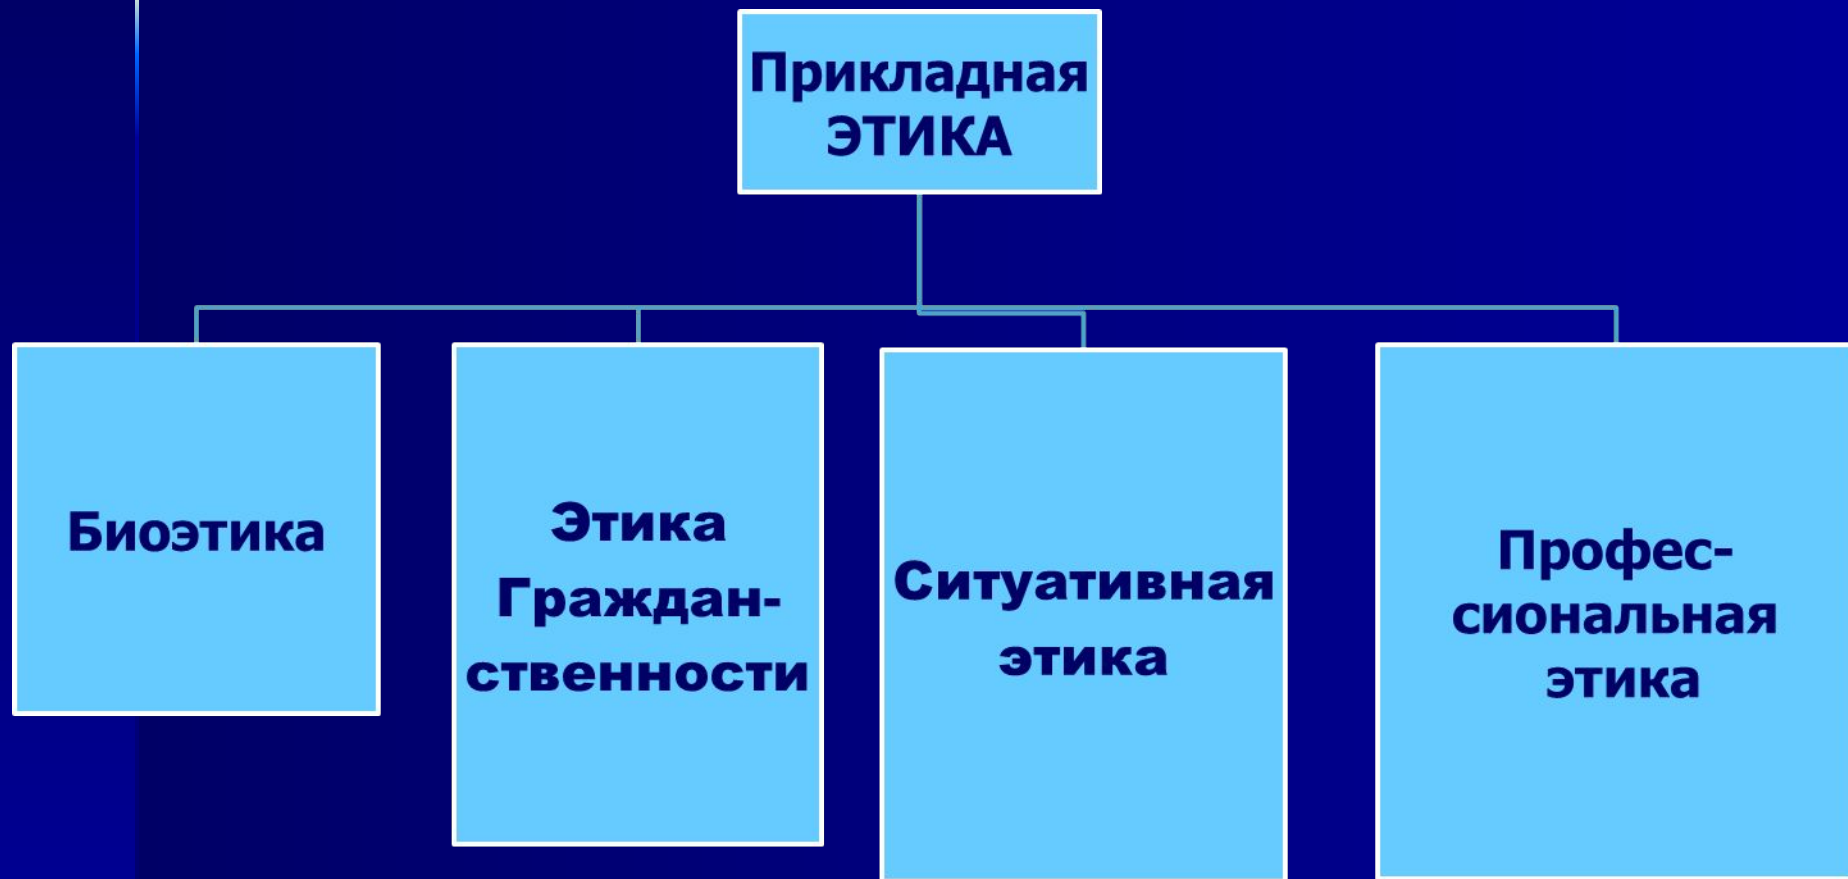 Прикладная
ЭТИКА
Биоэтика
Этика
Граждан-
ственности
Ситуативная
этика
Профес-
сиональная
этика